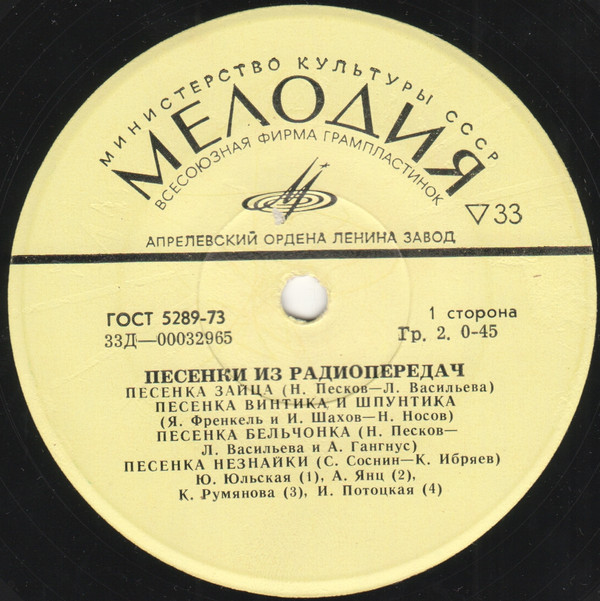 МИНИСТЕРСТВО КУЛЬТУРЫ СССР
МЕЛОДИЯ
ВСЕСОЮЗНАЯ ФИРМА ГРАМПЛАСТИНОК
▽33
АПРЕЛЕВСКИЙ ОРДЕНА ЛЕНИНА ЗАВОД
ГОСТ 5289-73
1 сторона
33Д—00032965
Гр. 2. 0-45
ПЕСЕНКИ ИЗ РАДИОПЕРЕДАЧ
ПЕСЕНКА ЗАЙЦА (Н. Песков—Л. Васильева)
ПЕСЕНКА ВИНТИКА И ШПУНТИКА
(Я. Френкель и И. Шахов—Н. Носов)
ПЕСЕНКА БЕЛЬЧОНКА (Н. Песков—
Л. Васильева и А. Гангнус)
ПЕСЕНКА НЕЗНАЙКИ (С. Соснин—К. Ибряев)
Ю. Юльская (1), А. Янц (2),
К. Румянова (3), И. Потоцкая (4)